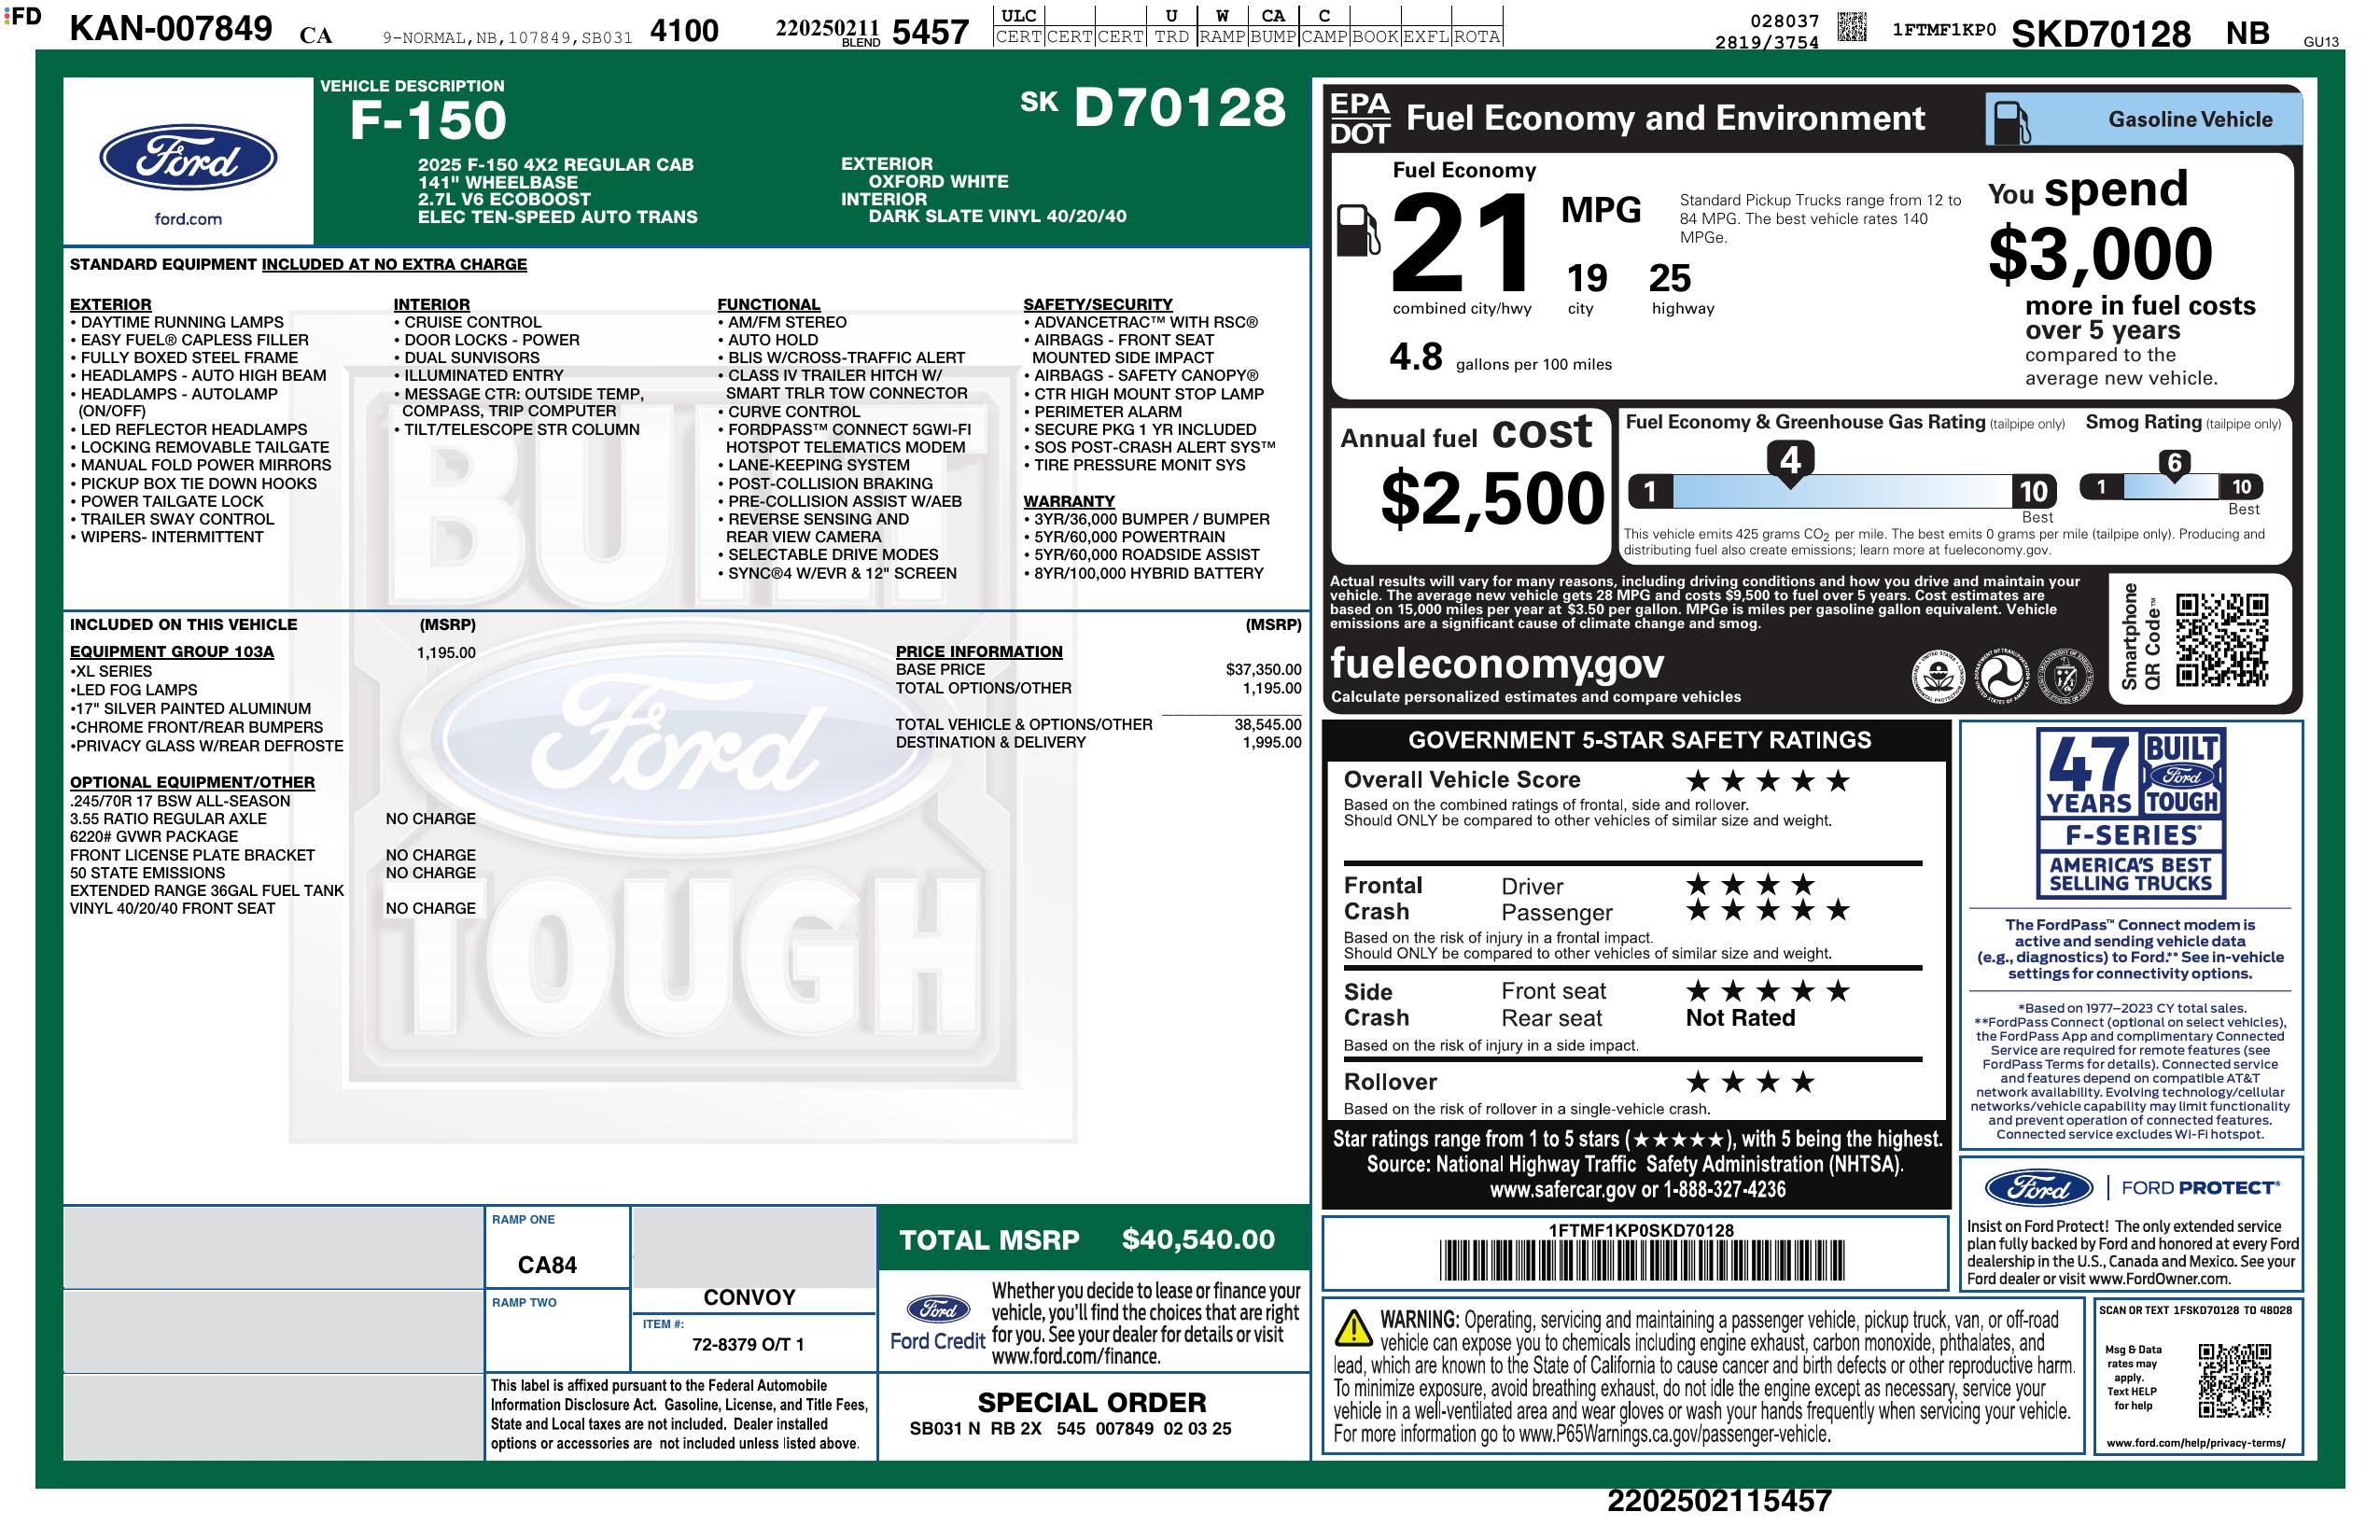 FD
KAN-007849 CA 9-NORMAL,NB,107849,SB031 4100 220250211 BLEND 5457
ULC U W CA C
CERT CERT CERT TRD RAMP BUMP CAMP BOOK EXFL ROTA
028037
2819/3754
1FTMF1KP0 SKD70128 NB GU13
Ford
ford.com
VEHICLE DESCRIPTION
F-150
SK D70128
2025 F-150 4X2 REGULAR CAB
141" WHEELBASE
2.7L V6 ECOBOOST
ELEC TEN-SPEED AUTO TRANS
EXTERIOR
OXFORD WHITE
INTERIOR
DARK SLATE VINYL 40/20/40
STANDARD EQUIPMENT INCLUDED AT NO EXTRA CHARGE
EXTERIOR
• DAYTIME RUNNING LAMPS
• EASY FUEL® CAPLESS FILLER
• FULLY BOXED STEEL FRAME
• HEADLAMPS - AUTO HIGH BEAM
• HEADLAMPS - AUTOLAMP
(ON/OFF)
• LED REFLECTOR HEADLAMPS
• LOCKING REMOVABLE TAILGATE
• MANUAL FOLD POWER MIRRORS
• PICKUP BOX TIE DOWN HOOKS
• POWER TAILGATE LOCK
• TRAILER SWAY CONTROL
• WIPERS- INTERMITTENT
INTERIOR
• CRUISE CONTROL
• DOOR LOCKS - POWER
• DUAL SUNVISORS
• ILLUMINATED ENTRY
• MESSAGE CTR: OUTSIDE TEMP,
COMPASS, TRIP COMPUTER
• TILT/TELESCOPE STR COLUMN
FUNCTIONAL
• AM/FM STEREO
• AUTO HOLD
• BLIS W/CROSS-TRAFFIC ALERT
• CLASS IV TRAILER HITCH W/
SMART TRLR TOW CONNECTOR
• CURVE CONTROL
• FORDPASS™ CONNECT 5GWI-FI
HOTSPOT TELEMATICS MODEM
• LANE-KEEPING SYSTEM
• POST-COLLISION BRAKING
• PRE-COLLISION ASSIST W/AEB
• REVERSE SENSING AND
REAR VIEW CAMERA
• SELECTABLE DRIVE MODES
• SYNC®4 W/EVR & 12" SCREEN
SAFETY/SECURITY
• ADVANCETRAC™ WITH RSC®
• AIRBAGS - FRONT SEAT
MOUNTED SIDE IMPACT
• AIRBAGS - SAFETY CANOPY®
• CTR HIGH MOUNT STOP LAMP
• PERIMETER ALARM
• SECURE PKG 1 YR INCLUDED
• SOS POST-CRASH ALERT SYS™
• TIRE PRESSURE MONIT SYS
WARRANTY
• 3YR/36,000 BUMPER / BUMPER
• 5YR/60,000 POWERTRAIN
• 5YR/60,000 ROADSIDE ASSIST
• 8YR/100,000 HYBRID BATTERY
BUILT
Ford
TOUGH
INCLUDED ON THIS VEHICLE (MSRP)
EQUIPMENT GROUP 103A 1,195.00
•XL SERIES
•LED FOG LAMPS
•17" SILVER PAINTED ALUMINUM
•CHROME FRONT/REAR BUMPERS
•PRIVACY GLASS W/REAR DEFROSTE
OPTIONAL EQUIPMENT/OTHER
.245/70R 17 BSW ALL-SEASON
3.55 RATIO REGULAR AXLE NO CHARGE
6220# GVWR PACKAGE
FRONT LICENSE PLATE BRACKET NO CHARGE
50 STATE EMISSIONS NO CHARGE
EXTENDED RANGE 36GAL FUEL TANK
VINYL 40/20/40 FRONT SEAT NO CHARGE
(MSRP)
PRICE INFORMATION
BASE PRICE $37,350.00
TOTAL OPTIONS/OTHER 1,195.00
TOTAL VEHICLE & OPTIONS/OTHER 38,545.00
DESTINATION & DELIVERY 1,995.00
RAMP ONE
CA84
RAMP TWO
CONVOY
ITEM #:
72-8379 O/T 1
This label is affixed pursuant to the Federal Automobile
Information Disclosure Act. Gasoline, License, and Title Fees,
State and Local taxes are not included. Dealer installed
options or accessories are not included unless listed above.
TOTAL MSRP $40,540.00
Ford
Ford Credit
Whether you decide to lease or finance your
vehicle, you'll find the choices that are right
for you. See your dealer for details or visit
www.ford.com/finance.
SPECIAL ORDER
SB031 N RB 2X 545 007849 02 03 25
EPA
DOT
Fuel Economy and Environment
Gasoline Vehicle
Fuel Economy
21 MPG
combined city/hwy
19 city
25 highway
4.8 gallons per 100 miles
Standard Pickup Trucks range from 12 to
84 MPG. The best vehicle rates 140
MPGe.
You spend
$3,000
more in fuel costs
over 5 years
compared to the
average new vehicle.
Annual fuel cost
$2,500
Fuel Economy & Greenhouse Gas Rating (tailpipe only)
4
1 10
Best
Smog Rating (tailpipe only)
6
1 10
Best
This vehicle emits 425 grams CO2 per mile. The best emits 0 grams per mile (tailpipe only). Producing and
distributing fuel also create emissions; learn more at fueleconomy.gov.
Actual results will vary for many reasons, including driving conditions and how you drive and maintain your
vehicle. The average new vehicle gets 28 MPG and costs $9,500 to fuel over 5 years. Cost estimates are
based on 15,000 miles per year at $3.50 per gallon. MPGe is miles per gasoline gallon equivalent. Vehicle
emissions are a significant cause of climate change and smog.
fueleconomy.gov
Calculate personalized estimates and compare vehicles
Smartphone
QR Code™
GOVERNMENT 5-STAR SAFETY RATINGS
Overall Vehicle Score ★★★★★
Based on the combined ratings of frontal, side and rollover.
Should ONLY be compared to other vehicles of similar size and weight.
Frontal Driver ★★★★
Crash Passenger ★★★★★
Based on the risk of injury in a frontal impact.
Should ONLY be compared to other vehicles of similar size and weight.
Side Front seat ★★★★★
Crash Rear seat Not Rated
Based on the risk of injury in a side impact.
Rollover ★★★★
Based on the risk of rollover in a single-vehicle crash.
Star ratings range from 1 to 5 stars (★★★★★), with 5 being the highest.
Source: National Highway Traffic Safety Administration (NHTSA).
www.safercar.gov or 1-888-327-4236
47
YEARS
BUILT
Ford
TOUGH
F-SERIES®
AMERICA'S BEST
SELLING TRUCKS
The FordPass™ Connect modem is
active and sending vehicle data
(e.g., diagnostics) to Ford.** See in-vehicle
settings for connectivity options.
*Based on 1977–2023 CY total sales.
**FordPass Connect (optional on select vehicles),
the FordPass App and complimentary Connected
Service are required for remote features (see
FordPass Terms for details). Connected service
and features depend on compatible AT&T
network availability. Evolving technology/cellular
networks/vehicle capability may limit functionality
and prevent operation of connected features.
Connected service excludes Wi-Fi hotspot.
Ford | FORD PROTECT®
Insist on Ford Protect! The only extended service
plan fully backed by Ford and honored at every Ford
dealership in the U.S., Canada and Mexico. See your
Ford dealer or visit www.FordOwner.com.
1FTMF1KP0SKD70128
WARNING: Operating, servicing and maintaining a passenger vehicle, pickup truck, van, or off-road
vehicle can expose you to chemicals including engine exhaust, carbon monoxide, phthalates, and
lead, which are known to the State of California to cause cancer and birth defects or other reproductive harm.
To minimize exposure, avoid breathing exhaust, do not idle the engine except as necessary, service your
vehicle in a well-ventilated area and wear gloves or wash your hands frequently when servicing your vehicle.
For more information go to www.P65Warnings.ca.gov/passenger-vehicle.
SCAN OR TEXT 1FSKD70128 TO 48028
Msg & Data
rates may
apply.
Text HELP
for help
www.ford.com/help/privacy-terms/
2202502115457